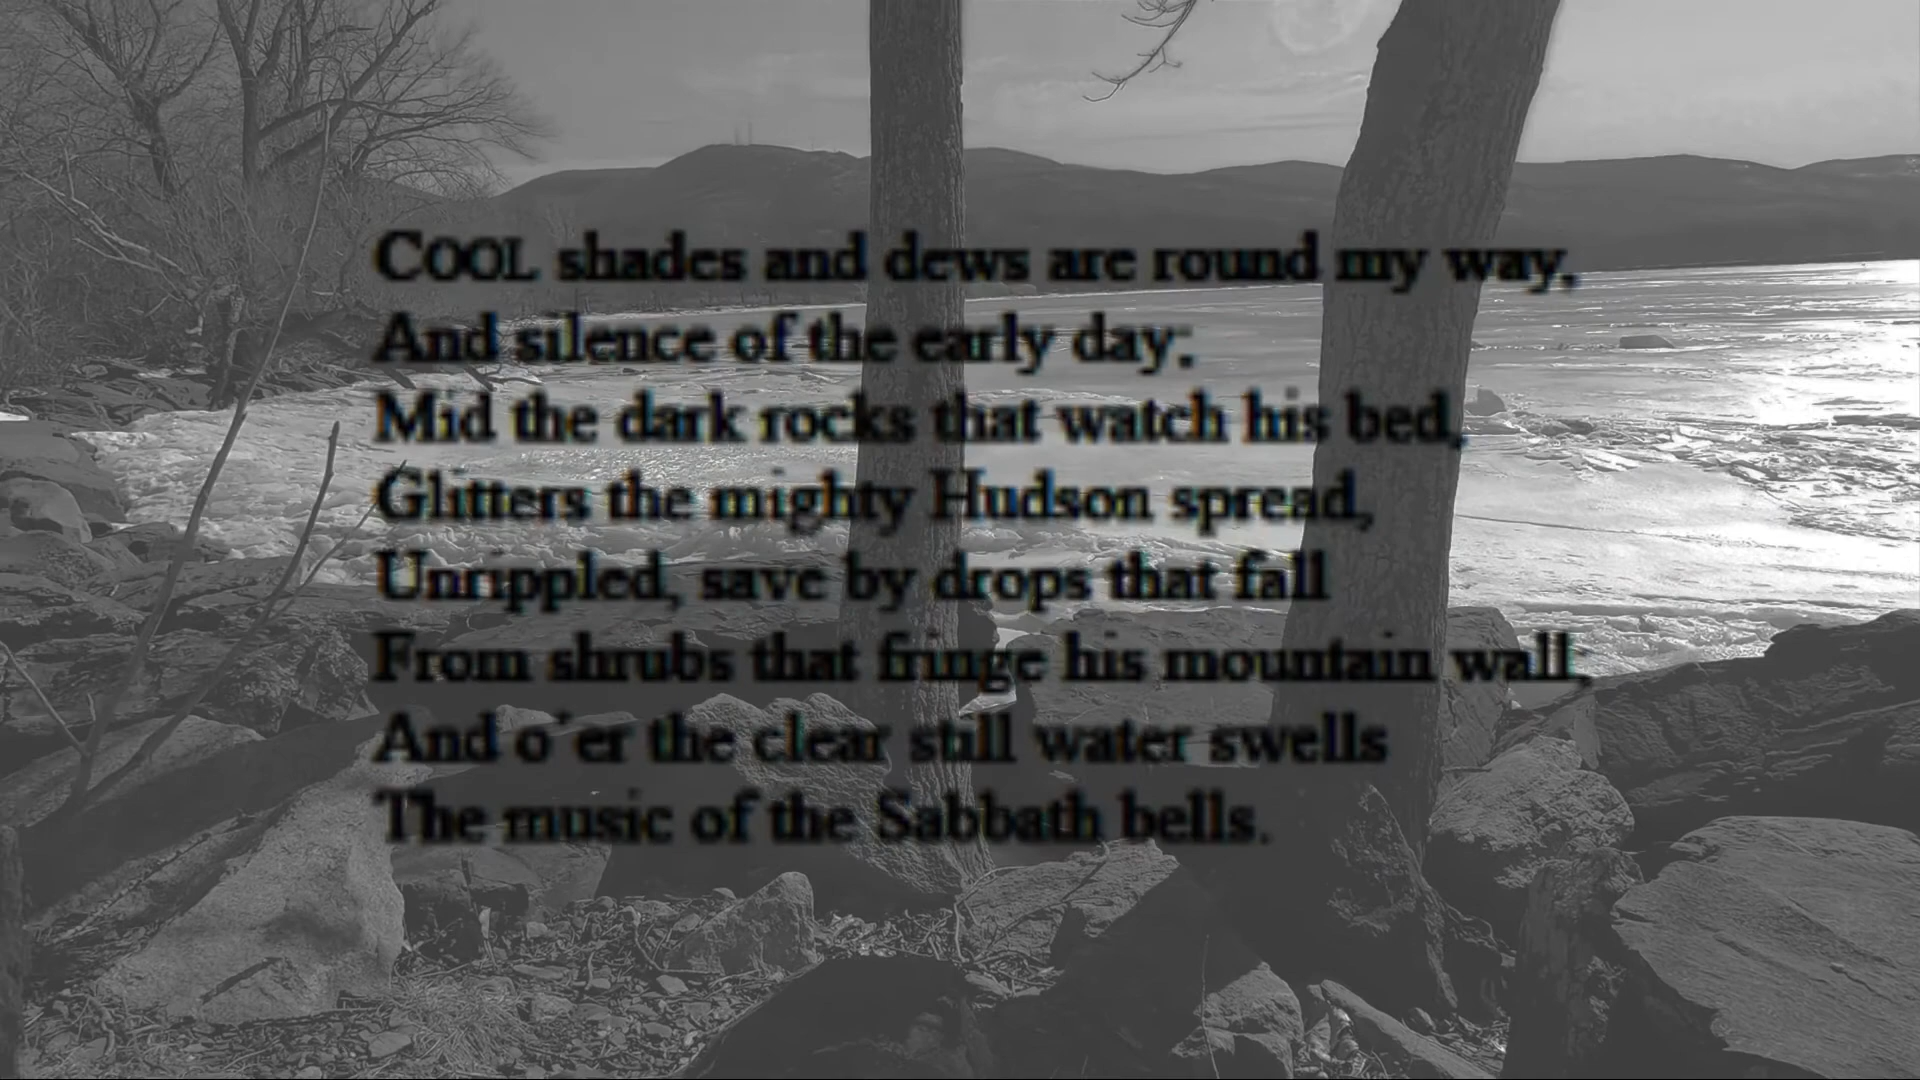 COOL shades and dews are round my way,
And silence of the early day;
Mid the dark rocks that watch his bed,
Glitters the mighty Hudson spread,
Unrippled, save by drops that fall
From shrubs that fringe his mountain wall;
And o'er the clear still water swells
The music of the Sabbath bells.